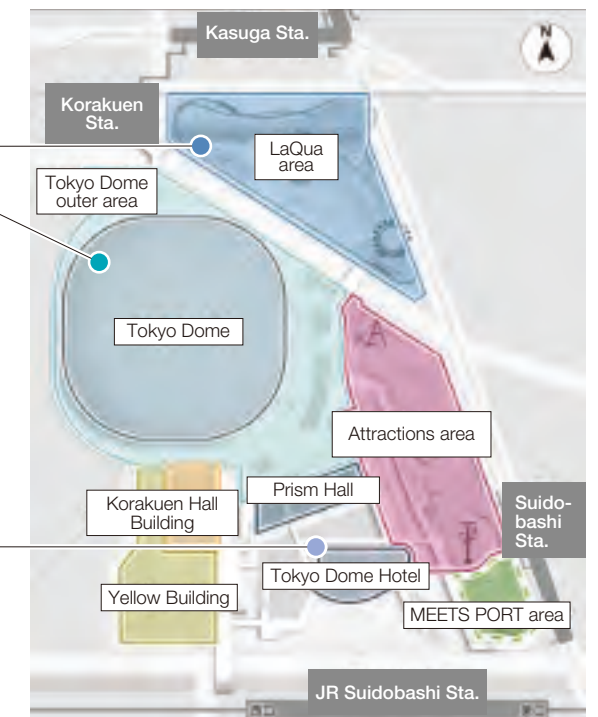 Kasuga Sta.
N
Korakuen
Sta.
LaQua
area
Tokyo Dome
outer area
Tokyo Dome
Attractions area
Prism Hall
Korakuen Hall
Building
Suido-
bashi
Sta.
Tokyo Dome Hotel
Yellow Building
MEETS PORT area
JR Suidobashi Sta.